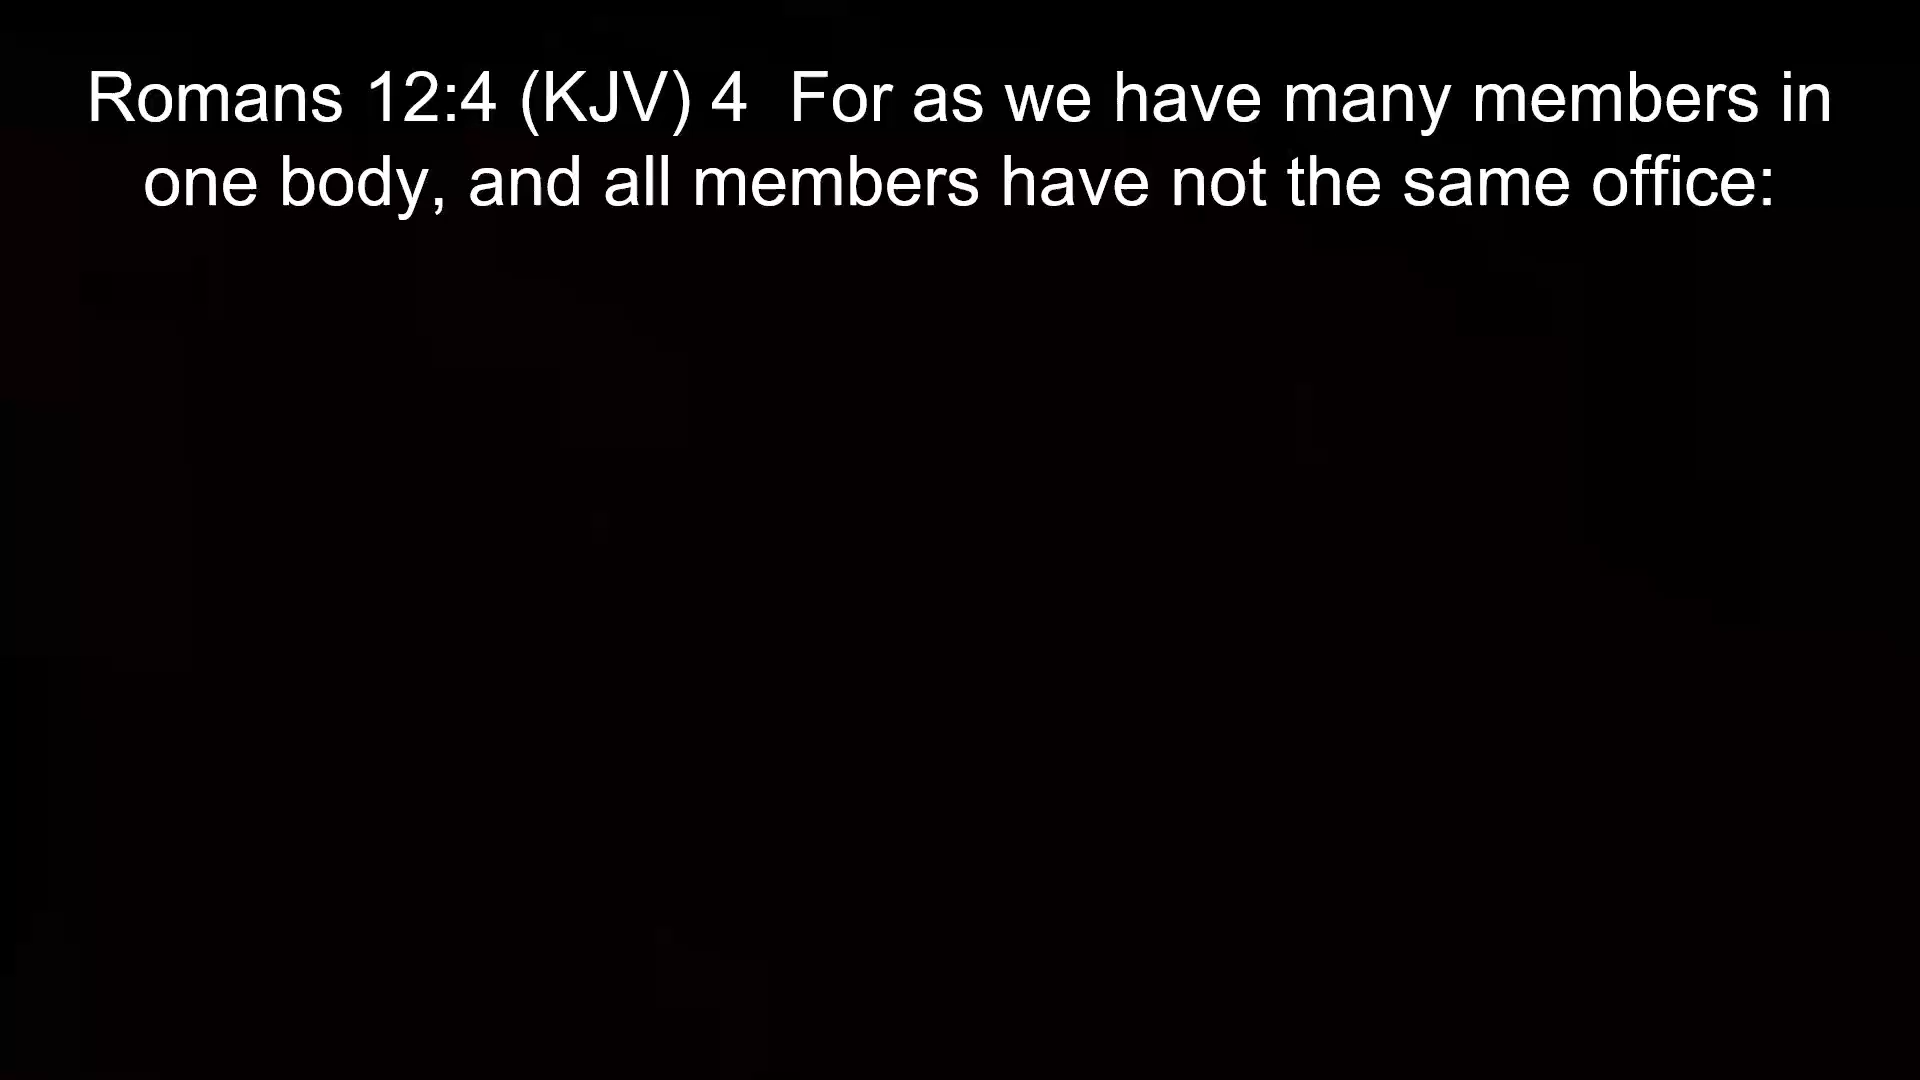 Romans 12:4 (KJV) 4  For as we have many members in
one body, and all members have not the same office: